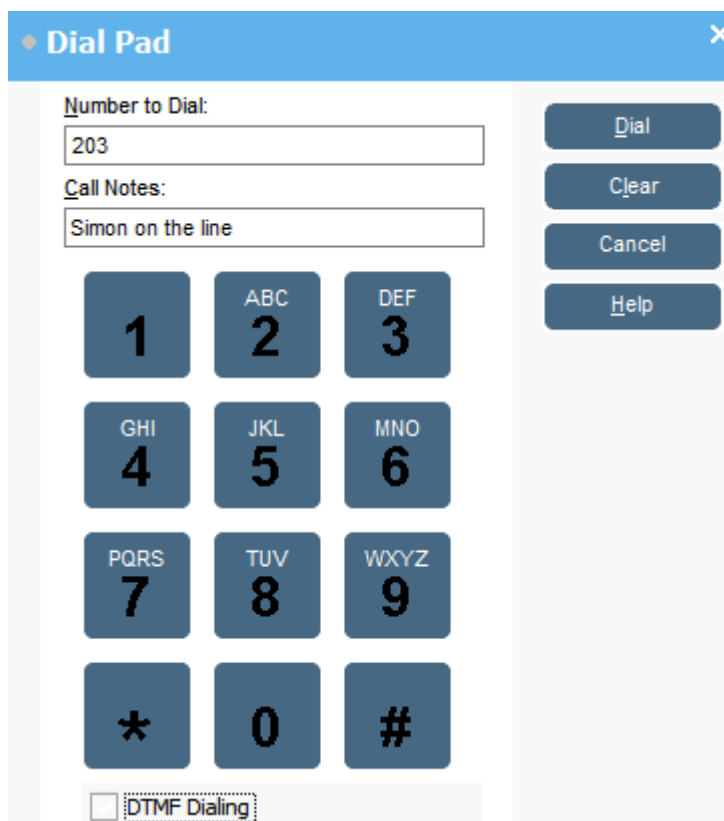 Dial Pad
Number to Dial:
203
Call Notes:
Simon on the line
Dial
Clear
Cancel
Help
1
ABC
2
DEF
3
GHI
4
JKL
5
MNO
6
PQRS
7
TUV
8
WXYZ
9
*
0
#
DTMF Dialing